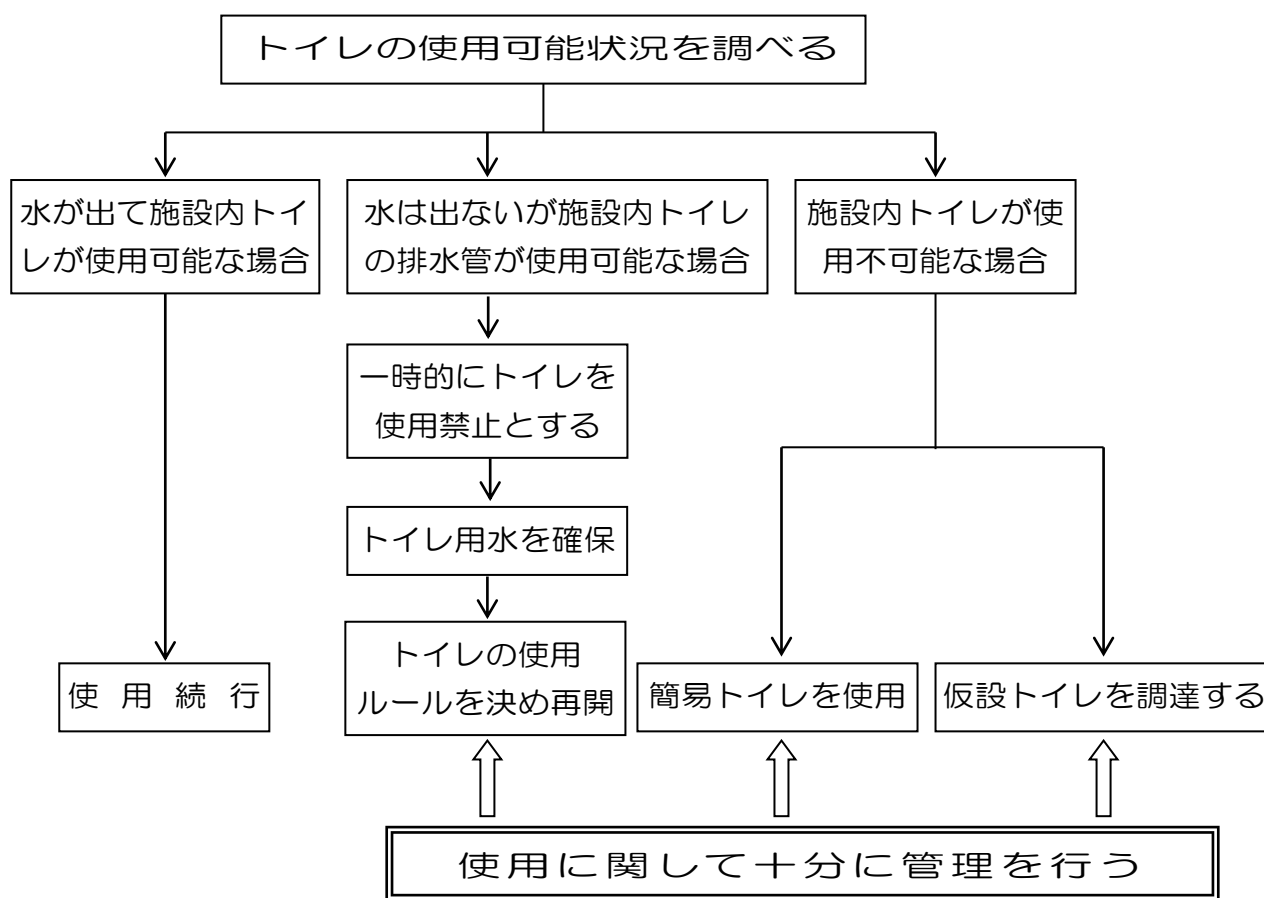 トイレの使用可能状況を調べる
水が出て施設内トイ
レが使用可能な場合
水は出ないが施設内トイレ
の排水管が使用可能な場合
施設内トイレが使
用不可能な場合
一時的にトイレを
使用禁止とする
トイレ用水を確保
トイレの使用
ルールを決め再開
使用続行
簡易トイレを使用
仮設トイレを調達する
使用に関して十分に管理を行う